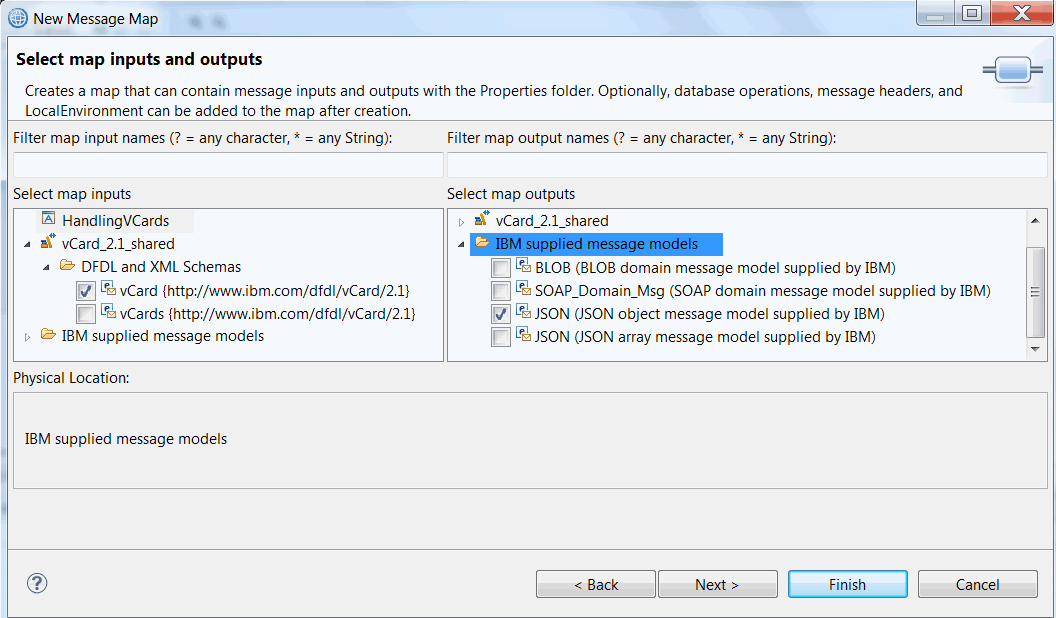 New Message Map
Select map inputs and outputs
Creates a map that can contain message inputs and outputs with the Properties folder. Optionally, database operations, message headers, and
LocalEnvironment can be added to the map after creation.
Filter map input names (? = any character, * = any String):
Filter map output names (? = any character, * = any String):
Select map inputs
HandlingVCards
vCard_2.1_shared
DFDL and XML Schemas
vCard {http://www.ibm.com/dfdl/vCard/2.1}
vCards {http://www.ibm.com/dfdl/vCard/2.1}
IBM supplied message models
Select map outputs
vCard_2.1_shared
IBM supplied message models
BLOB (BLOB domain message model supplied by IBM)
SOAP_Domain_Msg (SOAP domain message model supplied by IBM)
JSON (JSON object message model supplied by IBM)
JSON (JSON array message model supplied by IBM)
Physical Location:
IBM supplied message models
?
< Back
Next >
Finish
Cancel